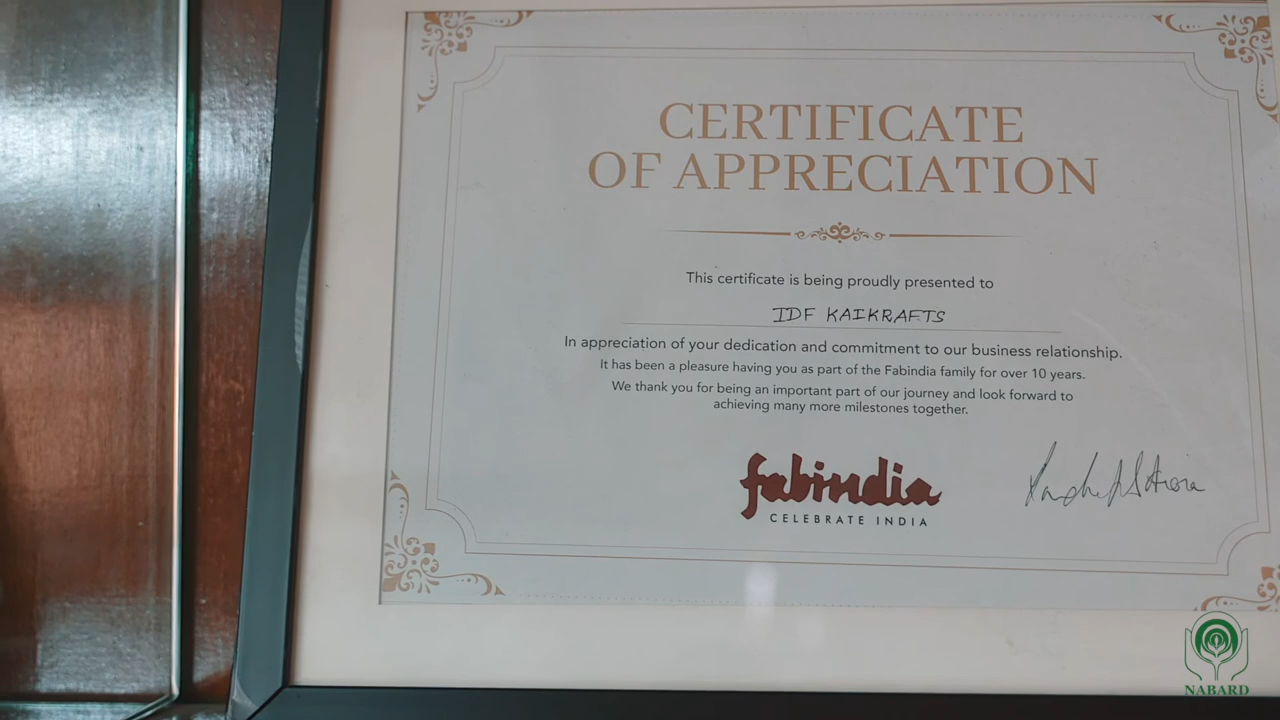 CERTIFICATE
OF APPRECIATION
This certificate is being proudly presented to
IDF KAIKRAFTS
In appreciation of your dedication and commitment to our business relationship.
It has been a pleasure having you as part of the Fabindia family for over 10 years.
We thank you for being an important part of our journey and look forward to
achieving many more milestones together.
fabindia
CELEBRATE INDIA
NABARD